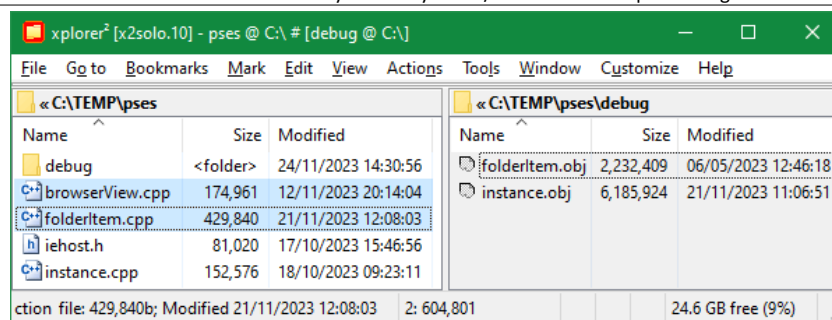 xplorer² [x2solo.10] - pses @ C:\ # [debug @ C:\]
File Go to Bookmarks Mark Edit View Actions Tools Window Customize Help
« C:\TEMP\pses
Name Size Modified
debug <folder> 24/11/2023 14:30:56
browserView.cpp 174,961 12/11/2023 20:14:04
folderItem.cpp 429,840 21/11/2023 12:08:03
iehost.h 81,020 17/10/2023 15:46:56
instance.cpp 152,576 18/10/2023 09:23:11
« C:\TEMP\pses\debug
Name Size Modified
folderItem.obj 2,232,409 06/05/2023 12:46:18
instance.obj 6,185,924 21/11/2023 11:06:51
ction file: 429,840b; Modified 21/11/2023 12:08:03 2: 604,801 24.6 GB free (9%)